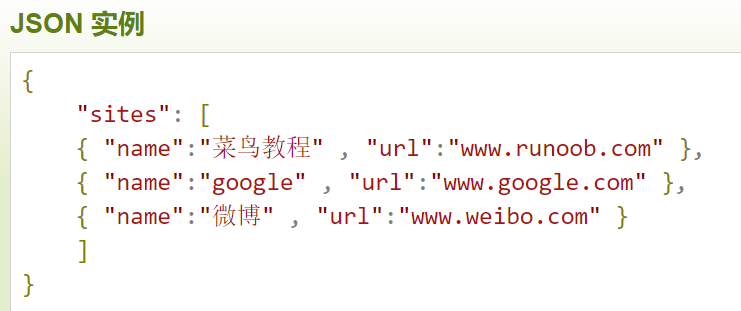 JSON 实例
{
"sites": [
{ "name":"菜鸟教程" , "url":"www.runoob.com" },
{ "name":"google" , "url":"www.google.com" },
{ "name":"微博" , "url":"www.weibo.com" }
]
}